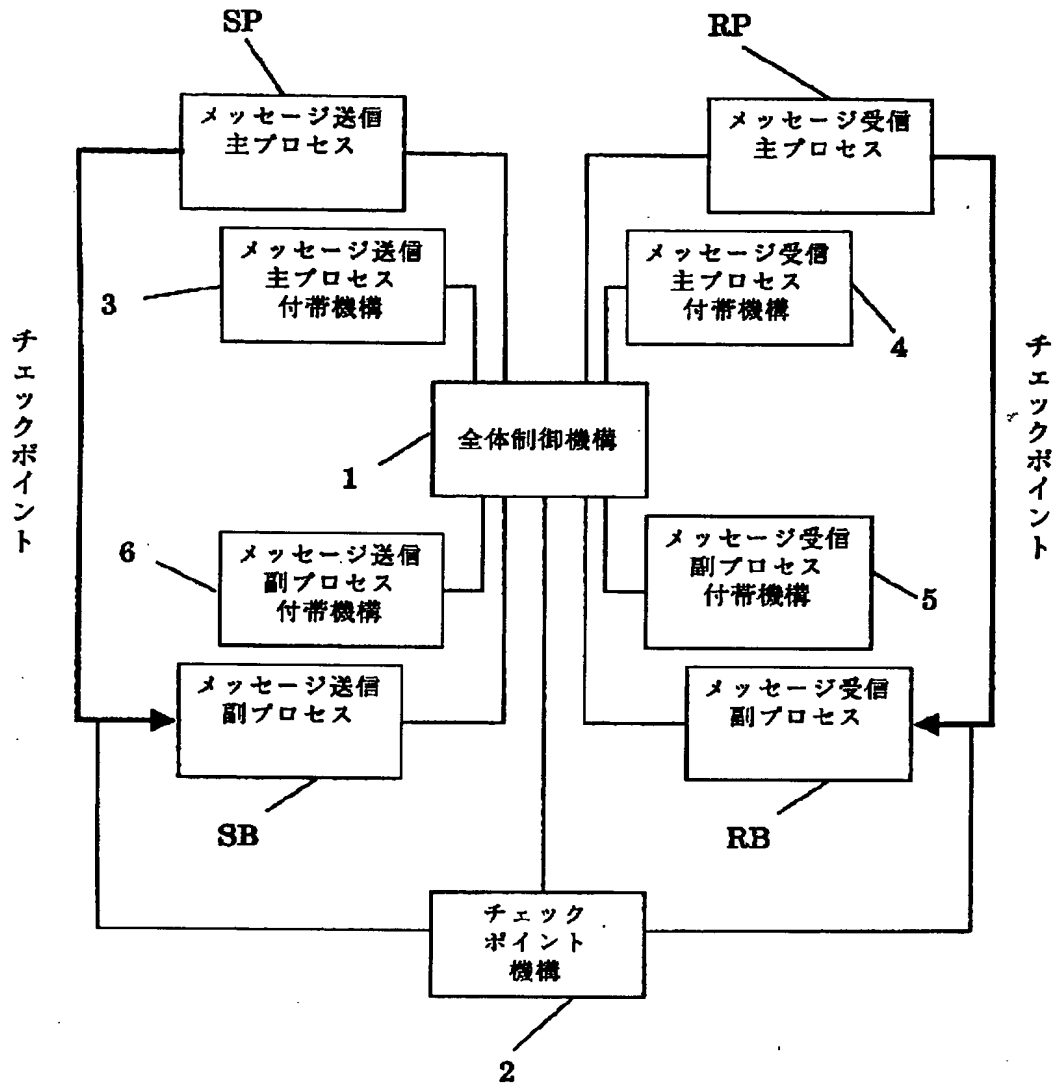 SP
RP
メッセージ送信
主プロセス
メッセージ受信
主プロセス
メッセージ送信
主プロセス
付帯機構
メッセージ受信
主プロセス
付帯機構
3
4
チェックポイント
チェックポイント
全体制御機構
1
メッセージ送信
副プロセス
付帯機構
メッセージ受信
副プロセス
付帯機構
6
5
メッセージ送信
副プロセス
メッセージ受信
副プロセス
SB
RB
チェック
ポイント
機構
2